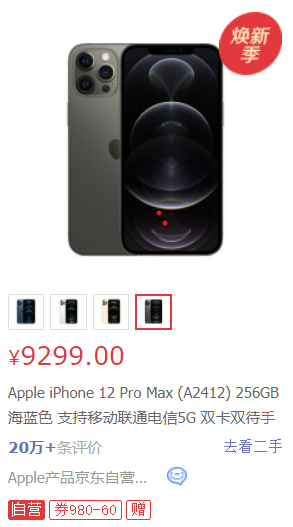 焕新
季
¥9299.00
Apple iPhone 12 Pro Max (A2412) 256GB
海蓝色 支持移动联通电信5G 双卡双待手
20万+条评价
去看二手
Apple产品京东自营...
自营
券980-60
赠